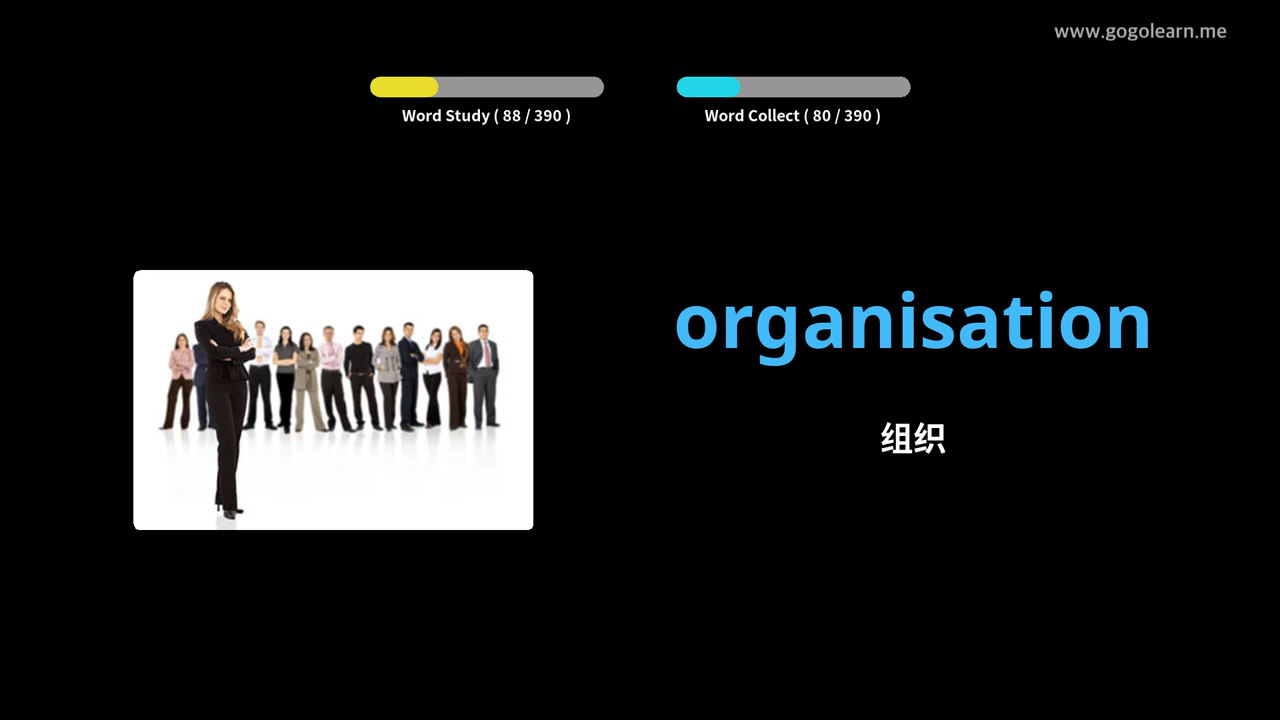 www.gogolearn.me
Word Study ( 88 / 390 )
Word Collect ( 80 / 390 )
organisation
组织